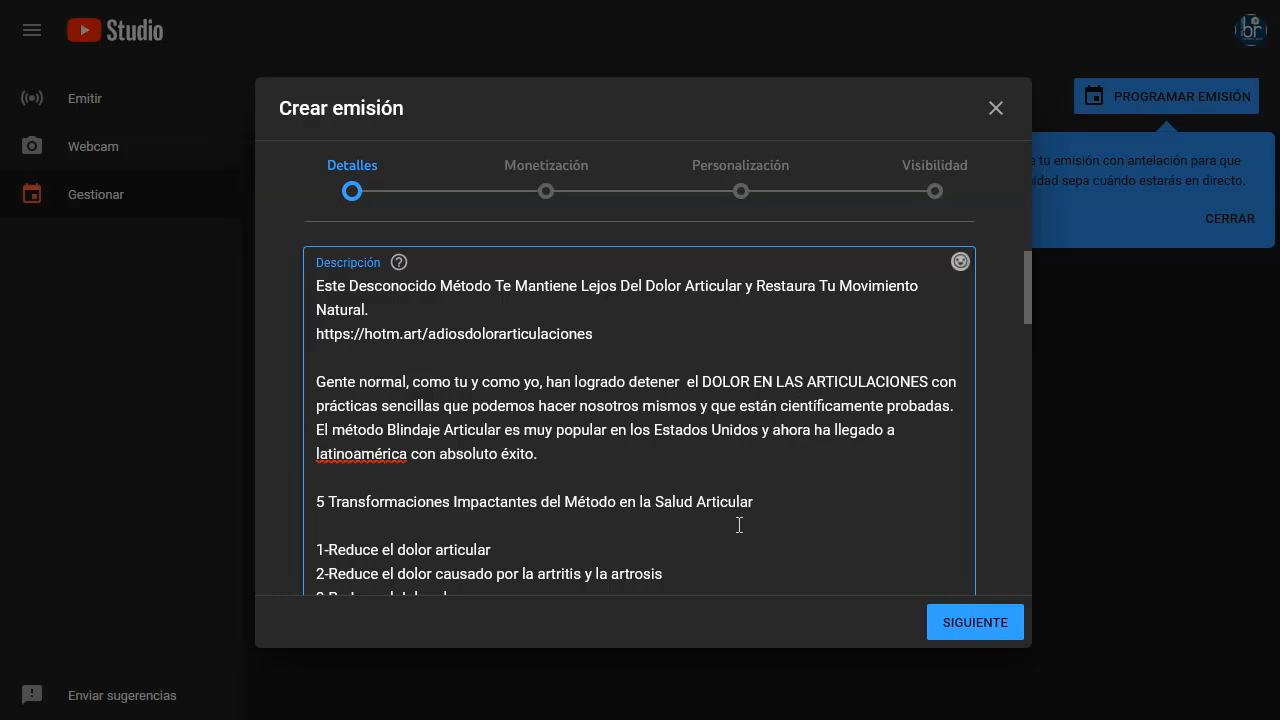 Studio
br
Emitir
Webcam
Gestionar
Enviar sugerencias
PROGRAMAR EMISIÓN
a tu emisión con antelación para que
idad sepa cuándo estarás en directo.
CERRAR
Crear emisión
Detalles
Monetización
Personalización
Visibilidad
Descripción
Este Desconocido Método Te Mantiene Lejos Del Dolor Articular y Restaura Tu Movimiento
Natural.
https://hotm.art/adiosdolorarticulaciones
Gente normal, como tu y como yo, han logrado detener  el DOLOR EN LAS ARTICULACIONES con
prácticas sencillas que podemos hacer nosotros mismos y que están científicamente probadas.
El método Blindaje Articular es muy popular en los Estados Unidos y ahora ha llegado a
latinoamérica con absoluto éxito.
5 Transformaciones Impactantes del Método en la Salud Articular
1-Reduce el dolor articular
2-Reduce el dolor causado por la artritis y la artrosis
SIGUIENTE